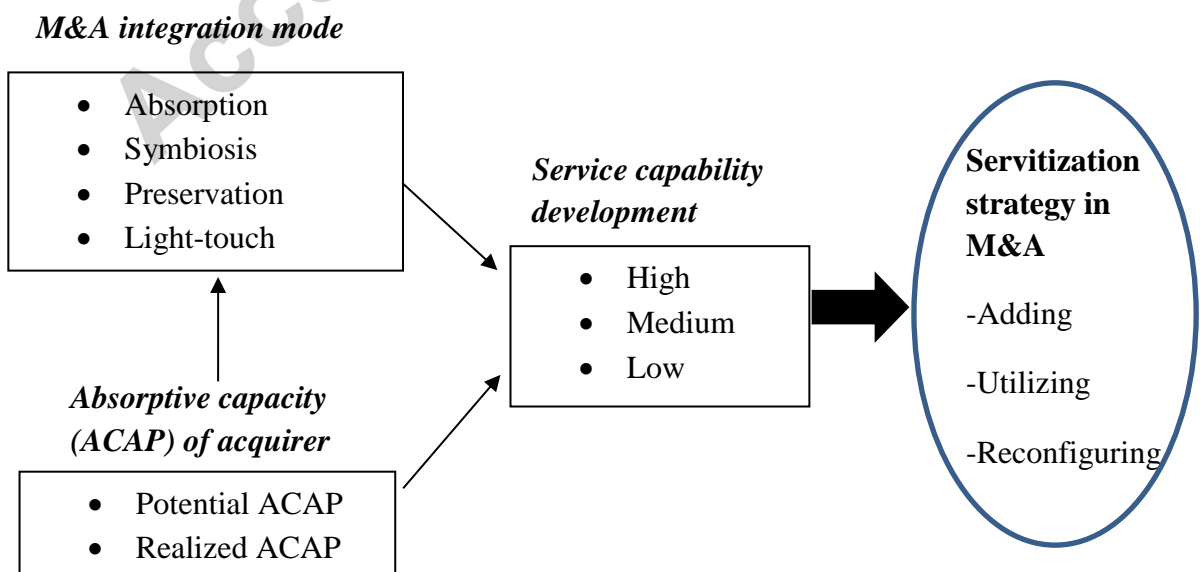 M&A integration mode
• Absorption
• Symbiosis
• Preservation
• Light-touch
Absorptive capacity
(ACAP) of acquirer
• Potential ACAP
• Realized ACAP
Service capability
development
• High
• Medium
• Low
Servitization
strategy in
M&A
-Adding
-Utilizing
-Reconfiguring